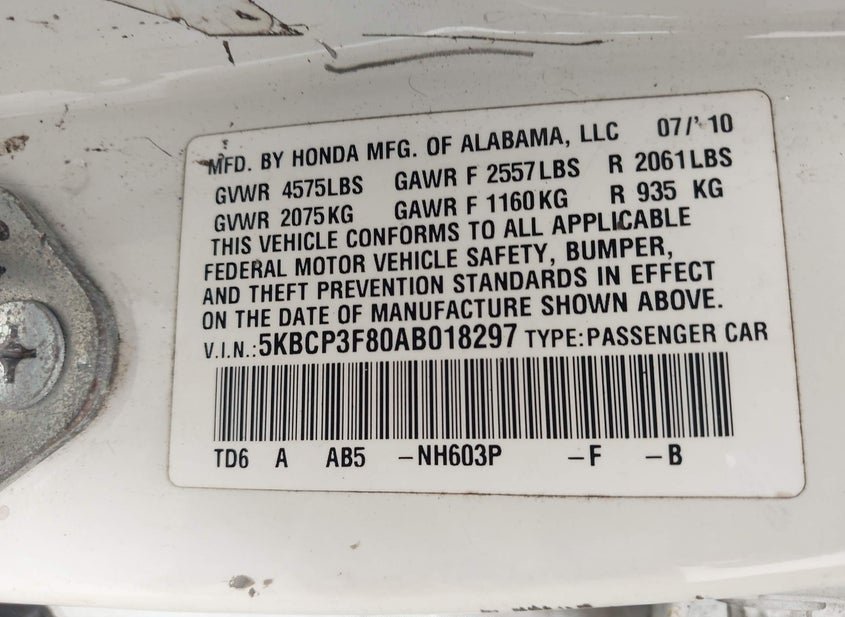 MFD. BY HONDA MFG. OF ALABAMA, LLC 07/' 10
GVWR 4575LBS GAWR F 2557LBS R 2061LBS
GVWR 2075KG GAWR F 1160KG R 935 KG
THIS VEHICLE CONFORMS TO ALL APPLICABLE
FEDERAL MOTOR VEHICLE SAFETY, BUMPER,
AND THEFT PREVENTION STANDARDS IN EFFECT
ON THE DATE OF MANUFACTURE SHOWN ABOVE.
V.I.N.:5KBCP3F80AB018297 TYPE:PASSENGER CAR
TD6 A AB5 -NH603P -F -B